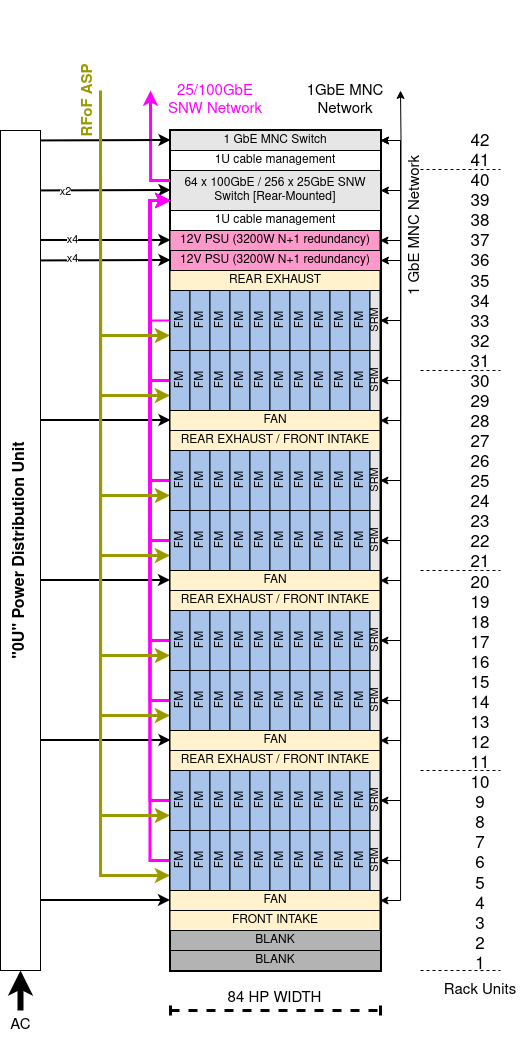 RFoF ASP
25/100GbE
SNW Network
1GbE MNC
Network
1 GbE MNC Switch
42
1U cable management
41
x2
64 x 100GbE / 256 x 25GbE SNW
Switch [Rear-Mounted]
40
39
1 GbE MNC Network
1U cable management
38
x4
12V PSU (3200W N+1 redundancy)
37
x4
12V PSU (3200W N+1 redundancy)
36
REAR EXHAUST
35
34
FM FM FM FM FM FM FM FM FM FM SRM
33
32
31
FM FM FM FM FM FM FM FM FM FM SRM
30
29
FAN
28
REAR EXHAUST / FRONT INTAKE
27
26
FM FM FM FM FM FM FM FM FM FM SRM
25
24
23
FM FM FM FM FM FM FM FM FM FM SRM
22
21
"0U" Power Distribution Unit
FAN
20
REAR EXHAUST / FRONT INTAKE
19
18
FM FM FM FM FM FM FM FM FM FM SRM
17
16
15
FM FM FM FM FM FM FM FM FM FM SRM
14
13
FAN
12
REAR EXHAUST / FRONT INTAKE
11
10
FM FM FM FM FM FM FM FM FM FM SRM
9
8
7
FM FM FM FM FM FM FM FM FM FM SRM
6
5
FAN
4
FRONT INTAKE
3
BLANK
2
BLANK
1
Rack Units
84 HP WIDTH
AC